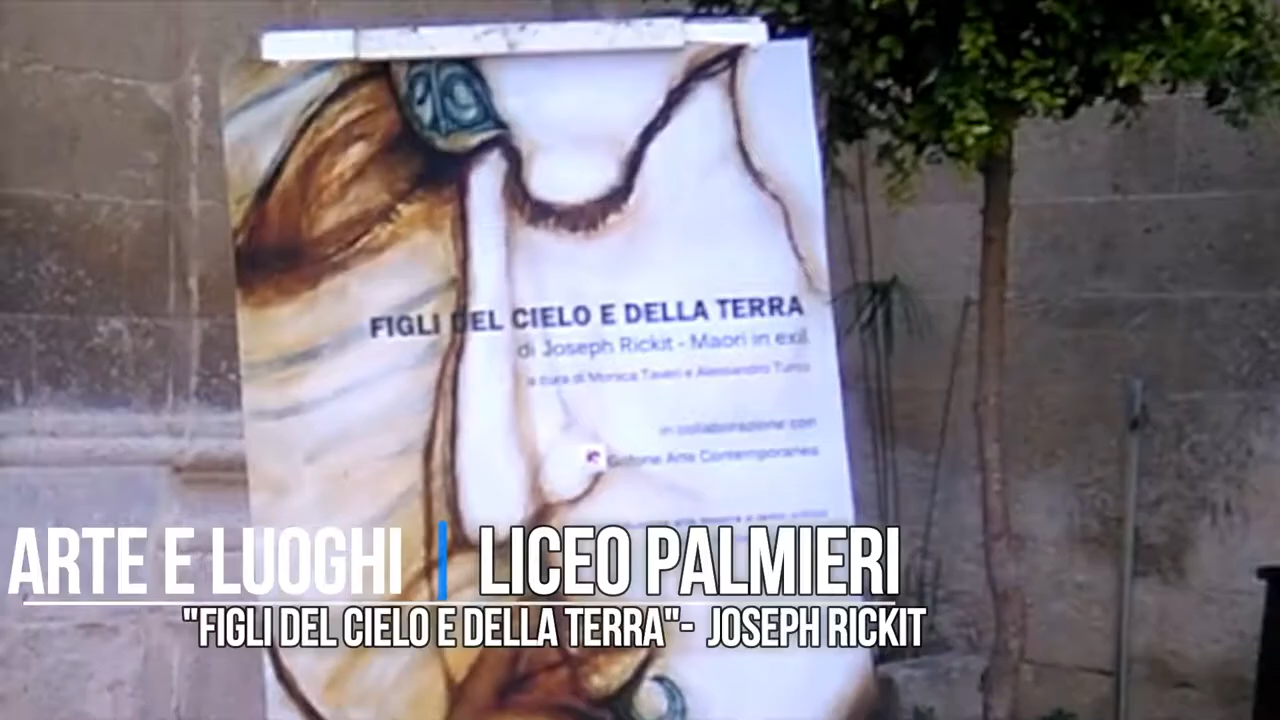 FIGLI DEL CIELO E DELLA TERRA
di Joseph Rickit - Maori in exil
a cura di Monica Taveri e Alessandro Turco
in collaborazione con
Arte Contemporanea
ARTE E LUOGHI | LICEO PALMIERI
"FIGLI DEL CIELO E DELLA TERRA"- JOSEPH RICKIT